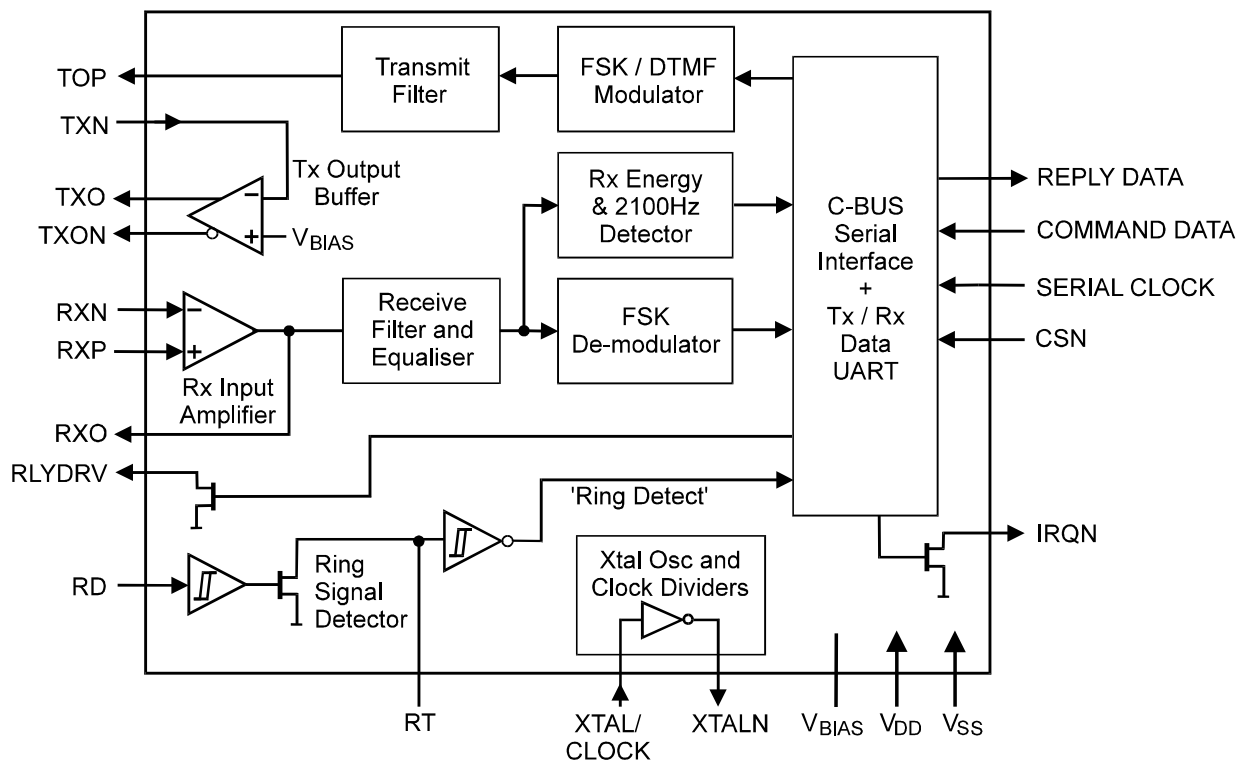 TOP
Transmit
Filter
FSK / DTMF
Modulator
TXN
Tx Output
Buffer
TXO
TXON
−
+
VBIAS
Rx Energy
& 2100Hz
Detector
C-BUS
Serial
Interface
+
Tx / Rx
Data
UART
REPLY DATA
COMMAND DATA
SERIAL CLOCK
CSN
RXN
RXP
−
+
Rx Input
Amplifier
Receive
Filter and
Equaliser
FSK
De-modulator
RXO
RLYDRV
'Ring Detect'
IRQN
RD
Ring
Signal
Detector
Xtal Osc and
Clock Dividers
RT
XTAL/
CLOCK
XTALN
VBIAS
VDD
VSS